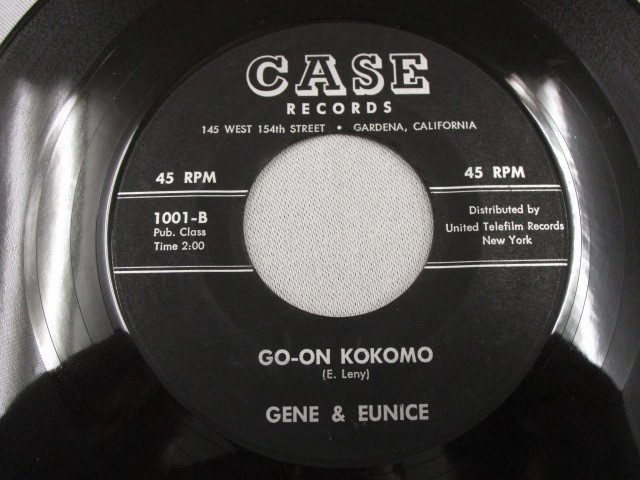 CASE
RECORDS
145 WEST 154th STREET • GARDENA, CALIFORNIA
45 RPM
45 RPM
1001-B
Pub. Class
Time 2:00
Distributed by
United Telefilm Records
New York
GO-ON KOKOMO
(E. Leny)
GENE & EUNICE